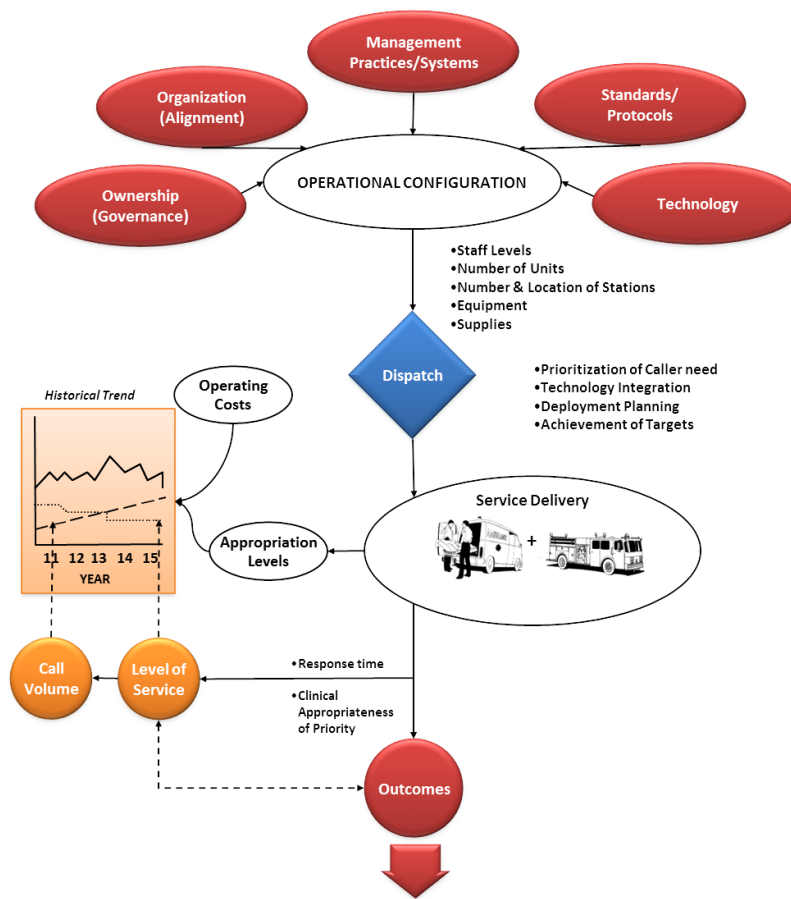 Management
Practices/Systems
Organization
(Alignment)
Standards/
Protocols
Ownership
(Governance)
OPERATIONAL CONFIGURATION
Technology
•Staff Levels
•Number of Units
•Number & Location of Stations
•Equipment
•Supplies
Dispatch
•Prioritization of Caller need
•Technology Integration
•Deployment Planning
•Achievement of Targets
Operating
Costs
Historical Trend
11 12 13 14 15
YEAR
Service Delivery
+
Appropriation
Levels
Call
Volume
Level of
Service
• Response time
• Clinical
Appropriateness
of Priority
Outcomes